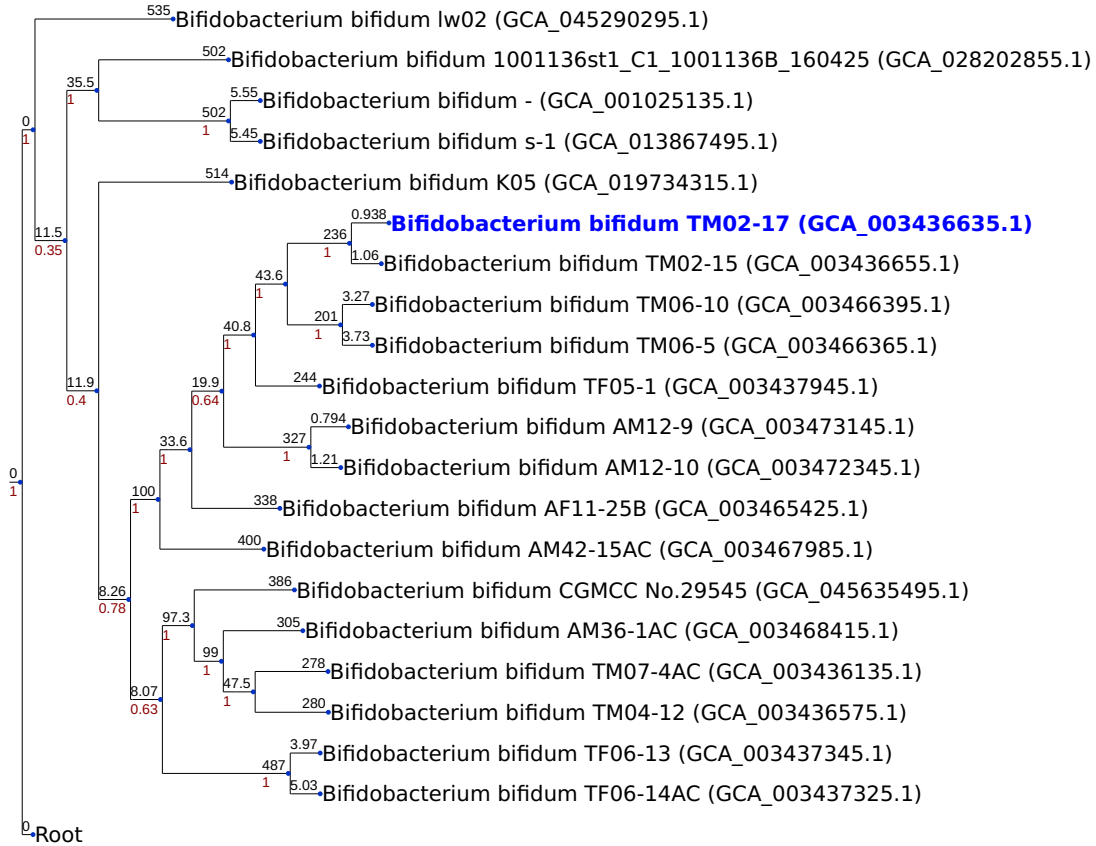 535
Bifidobacterium bifidum lw02 (GCA_045290295.1)
502
Bifidobacterium bifidum 1001136st1_C1_1001136B_160425 (GCA_028202855.1)
35.5
1
5.55
Bifidobacterium bifidum - (GCA_001025135.1)
502
1
0
1
5.45
Bifidobacterium bifidum s-1 (GCA_013867495.1)
514
Bifidobacterium bifidum K05 (GCA_019734315.1)
0.938
Bifidobacterium bifidum TM02-17 (GCA_003436635.1)
11.5
0.35
236
1
1.06
Bifidobacterium bifidum TM02-15 (GCA_003436655.1)
43.6
1
3.27
Bifidobacterium bifidum TM06-10 (GCA_003466395.1)
201
1
40.8
1
3.73
Bifidobacterium bifidum TM06-5 (GCA_003466365.1)
244
Bifidobacterium bifidum TF05-1 (GCA_003437945.1)
11.9
0.4
19.9
0.64
0.794
Bifidobacterium bifidum AM12-9 (GCA_003473145.1)
33.6
1
327
1
1.21
Bifidobacterium bifidum AM12-10 (GCA_003472345.1)
0
1
100
1
338
Bifidobacterium bifidum AF11-25B (GCA_003465425.1)
400
Bifidobacterium bifidum AM42-15AC (GCA_003467985.1)
386
Bifidobacterium bifidum CGMCC No.29545 (GCA_045635495.1)
8.26
0.78
97.3
1
305
Bifidobacterium bifidum AM36-1AC (GCA_003468415.1)
99
1
278
Bifidobacterium bifidum TM07-4AC (GCA_003436135.1)
8.07
0.63
47.5
1
280
Bifidobacterium bifidum TM04-12 (GCA_003436575.1)
3.97
Bifidobacterium bifidum TF06-13 (GCA_003437345.1)
487
1
5.03
Bifidobacterium bifidum TF06-14AC (GCA_003437325.1)
0
Root